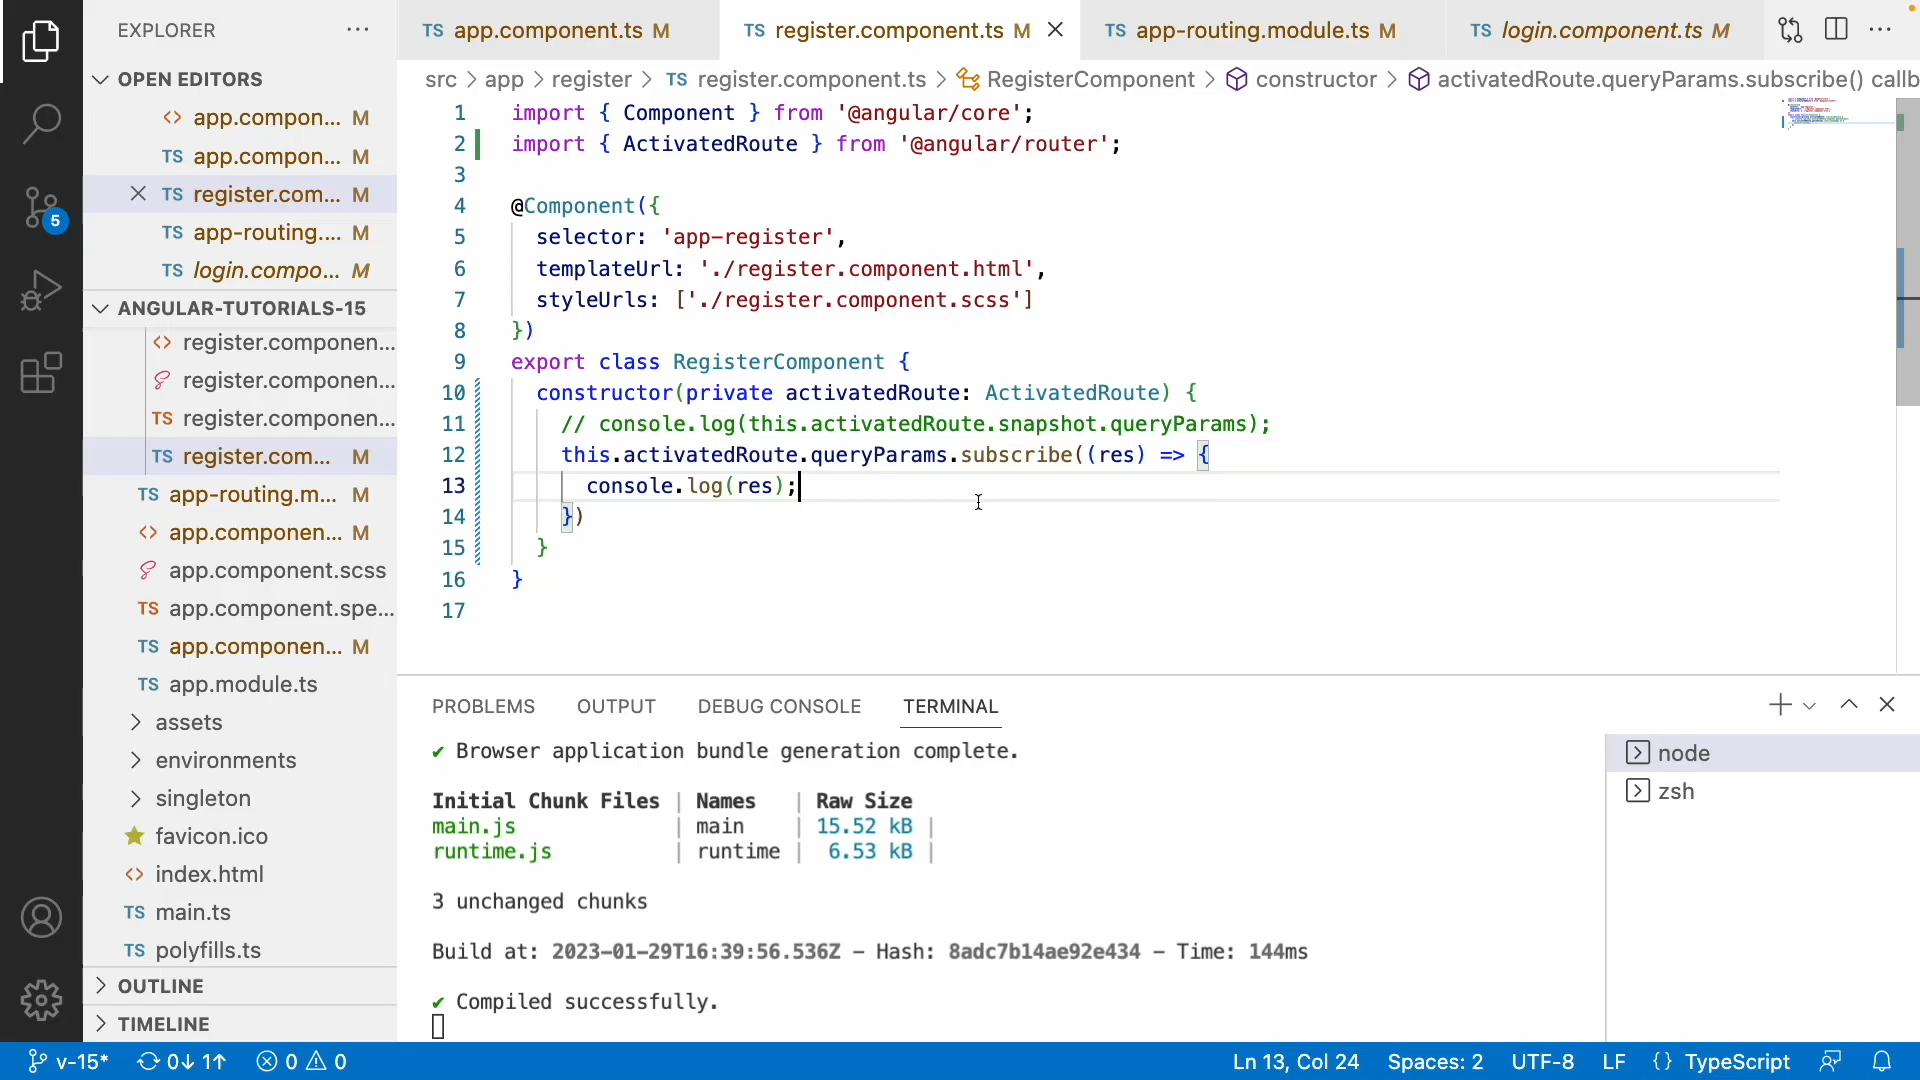 EXPLORER
OPEN EDITORS
<> app.compon... M
TS app.compon... M
TS register.com... M
TS app-routing.... M
TS login.compo... M
ANGULAR-TUTORIALS-15
<> register.componen...
register.componen...
TS register.componen...
TS register.com... M
TS app-routing.m... M
<> app.componen... M
app.component.scss
TS app.component.spe...
TS app.componen... M
TS app.module.ts
assets
environments
singleton
favicon.ico
<> index.html
TS main.ts
TS polyfills.ts
OUTLINE
TIMELINE
5
TS app.component.ts M
TS register.component.ts M
TS app-routing.module.ts M
TS login.component.ts M
src > app > register > TS register.component.ts > RegisterComponent > constructor > activatedRoute.queryParams.subscribe() callb
1 import { Component } from '@angular/core';
2 import { ActivatedRoute } from '@angular/router';
3
4 @Component({
5 selector: 'app-register',
6 templateUrl: './register.component.html',
7 styleUrls: ['./register.component.scss']
8 })
9 export class RegisterComponent {
10 constructor(private activatedRoute: ActivatedRoute) {
11 // console.log(this.activatedRoute.snapshot.queryParams);
12 this.activatedRoute.queryParams.subscribe((res) => {
13 console.log(res);
14 })
15 }
16 }
17
PROBLEMS OUTPUT DEBUG CONSOLE TERMINAL
✔ Browser application bundle generation complete.
Initial Chunk Files | Names | Raw Size
main.js | main | 15.52 kB |
runtime.js | runtime | 6.53 kB |
3 unchanged chunks
Build at: 2023-01-29T16:39:56.536Z - Hash: 8adc7b14ae92e434 - Time: 144ms
✔ Compiled successfully.
node
zsh
v-15* 0↓ 1↑ 0 0
Ln 13, Col 24 Spaces: 2 UTF-8 LF {} TypeScript